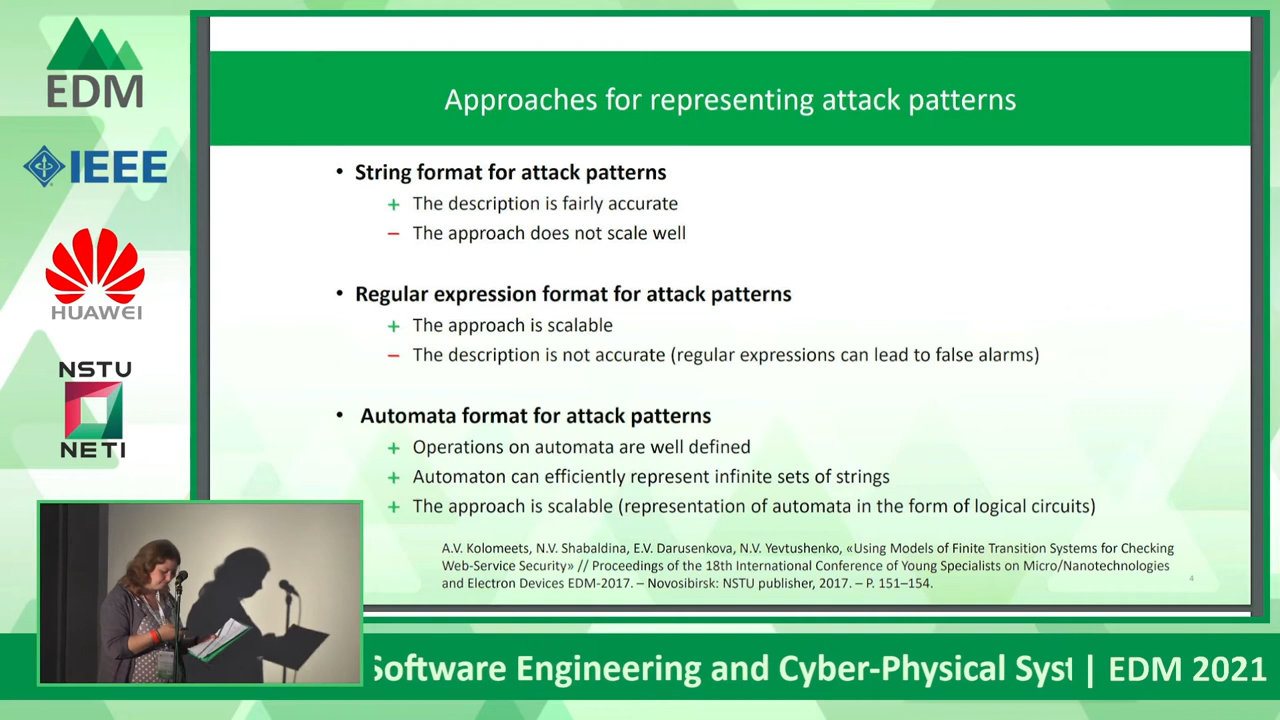 EDM
IEEE
HUAWEI
NSTU
NETI
Approaches for representing attack patterns
• String format for attack patterns
+ The description is fairly accurate
– The approach does not scale well
• Regular expression format for attack patterns
+ The approach is scalable
– The description is not accurate (regular expressions can lead to false alarms)
• Automata format for attack patterns
+ Operations on automata are well defined
+ Automaton can efficiently represent infinite sets of strings
+ The approach is scalable (representation of automata in the form of logical circuits)
A.V. Kolomeets, N.V. Shabaldina, E.V. Darusenkova, N.V. Yevtushenko, «Using Models of Finite Transition Systems for Checking
Web-Service Security» // Proceedings of the 18th International Conference of Young Specialists on Micro/Nanotechnologies
and Electron Devices EDM-2017. – Novosibirsk: NSTU publisher, 2017. – P. 151–154.
4
Software Engineering and Cyber-Physical Syst | EDM 2021